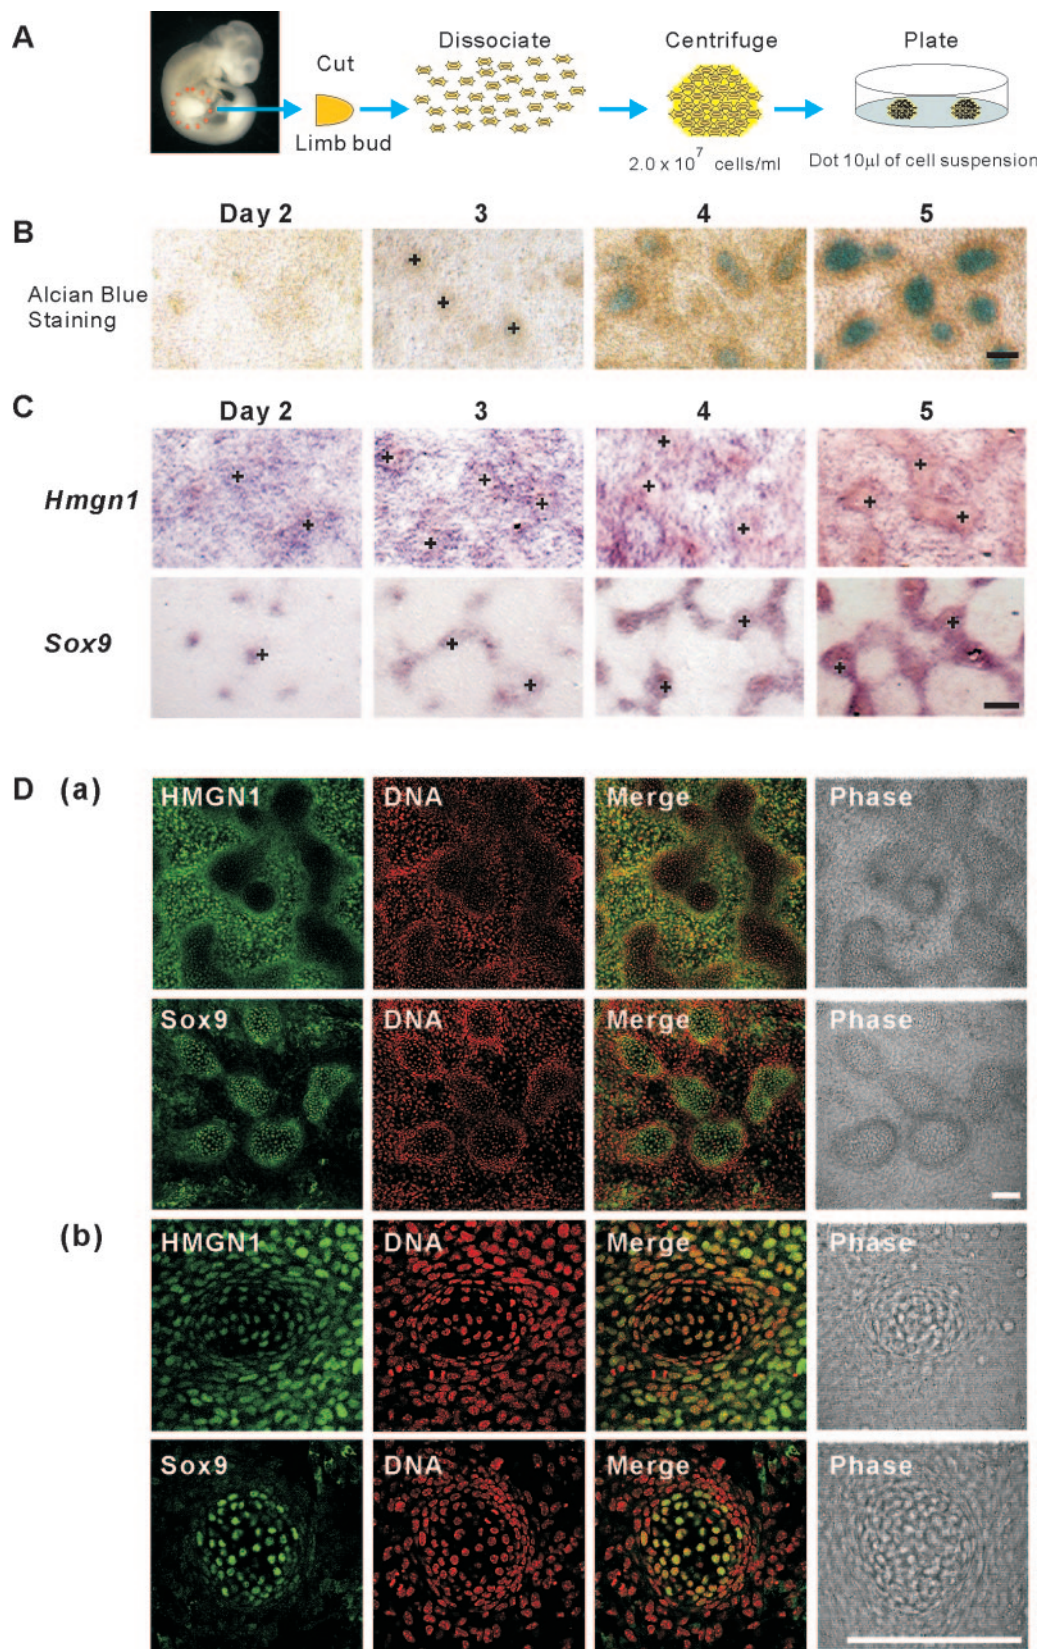 A
Cut
Limb bud
Dissociate
Centrifuge
2.0 x 10⁷ cells/ml
Plate
Dot 10μl of cell suspension
B
Day 2 3 4 5
Alcian Blue
Staining
+ + +
C
Day 2 3 4 5
Hmgn1
+ + + + + + + + + + + +
Sox9
+ + + + + + +
D (a)
HMGN1 DNA Merge Phase
Sox9 DNA Merge Phase
(b)
HMGN1 DNA Merge Phase
Sox9 DNA Merge Phase